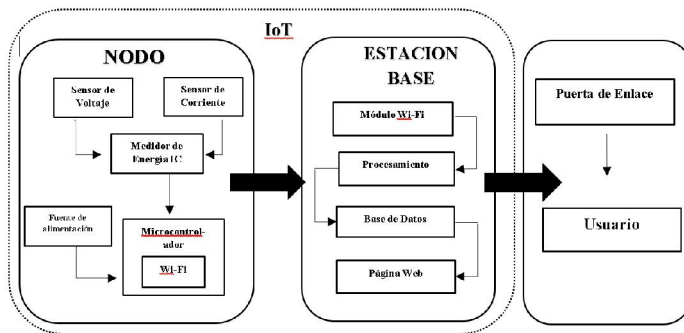 IoT
NODO
Sensor de
Voltaje
Sensor de
Corriente
Medidor de
Energia IC
Fuente de
alimentación
Microcontrol-
ador
Wi-Fi
ESTACION
BASE
Módulo Wi-Fi
Procesamiento
Base de Datos
Página Web
Puerta de Enlace
Usuario